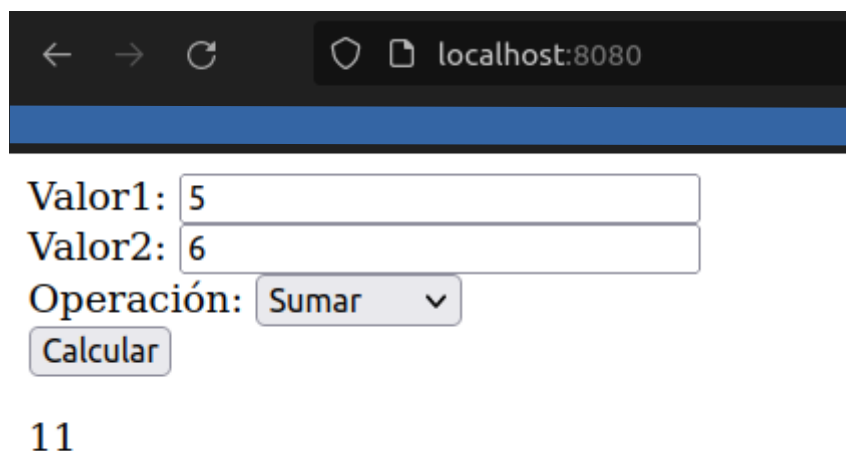 localhost:8080
Valor1: 5
Valor2: 6
Operación: Sumar
Calcular
11